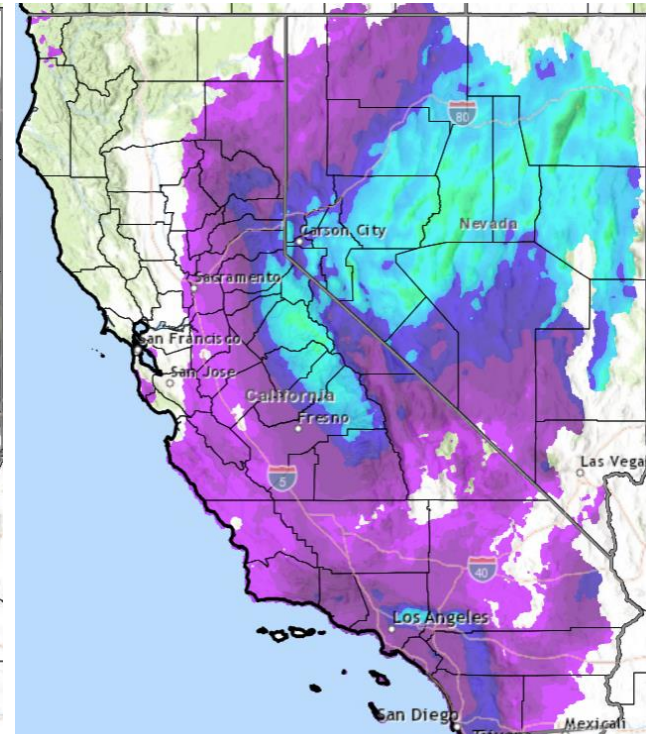 80
Nevada
Carson City
Sacramento
San Francisco
San Jose
California
Fresno
Las Vega
5
40
Los Angeles
San Diego
Mexicali